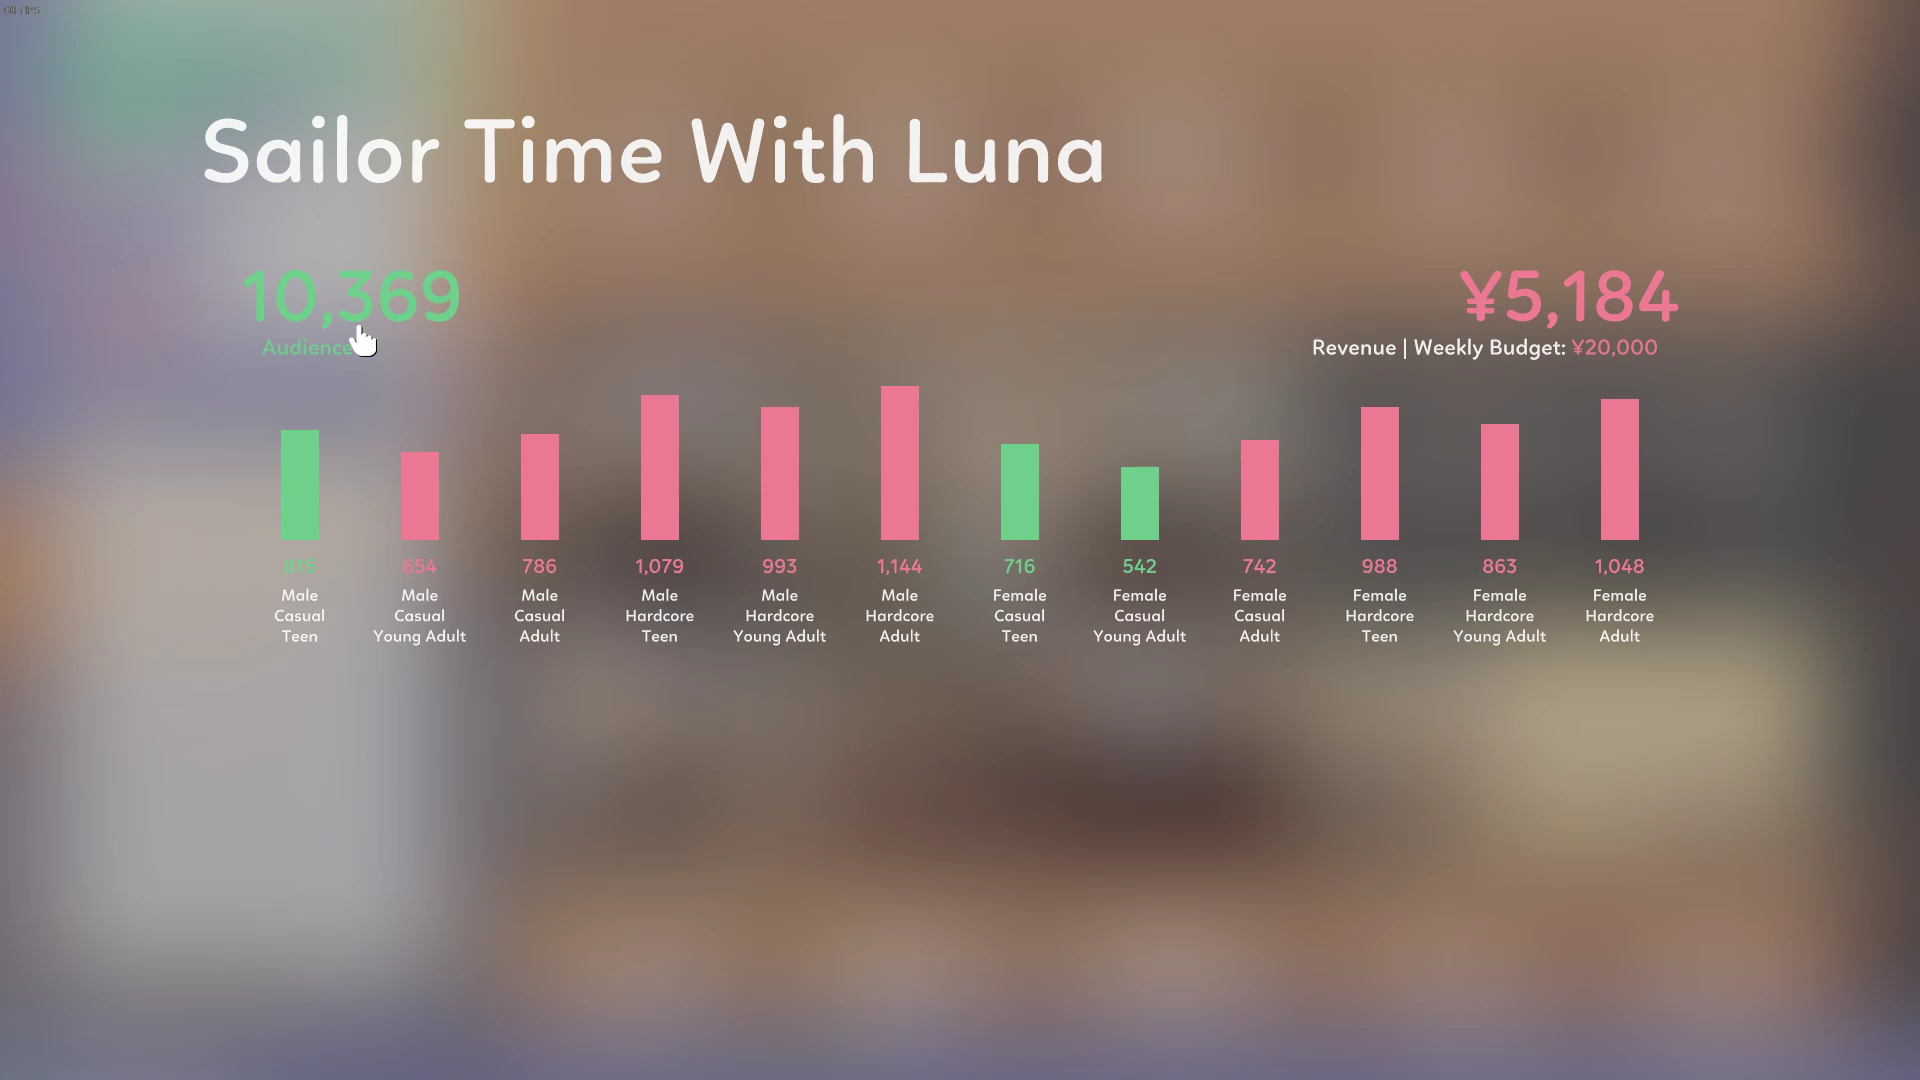 Sailor Time With Luna
10,369
Audience
¥5,184
Revenue | Weekly Budget: ¥20,000
654
786
1,079
993
1,144
716
542
742
988
863
1,048
Male Casual Teen
Male Casual Young Adult
Male Casual Adult
Male Hardcore Teen
Male Hardcore Young Adult
Male Hardcore Adult
Female Casual Teen
Female Casual Young Adult
Female Casual Adult
Female Hardcore Teen
Female Hardcore Young Adult
Female Hardcore Adult